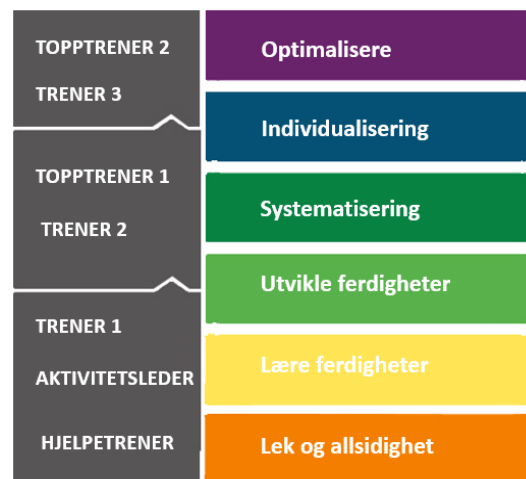 TOPPTRENER 2
TRENER 3
TOPPTRENER 1
TRENER 2
TRENER 1
AKTIVITETSLEDER
HJELPETRENER
Optimalisere
Individualisering
Systematisering
Utvikle ferdigheter
Lære ferdigheter
Lek og allsidighet